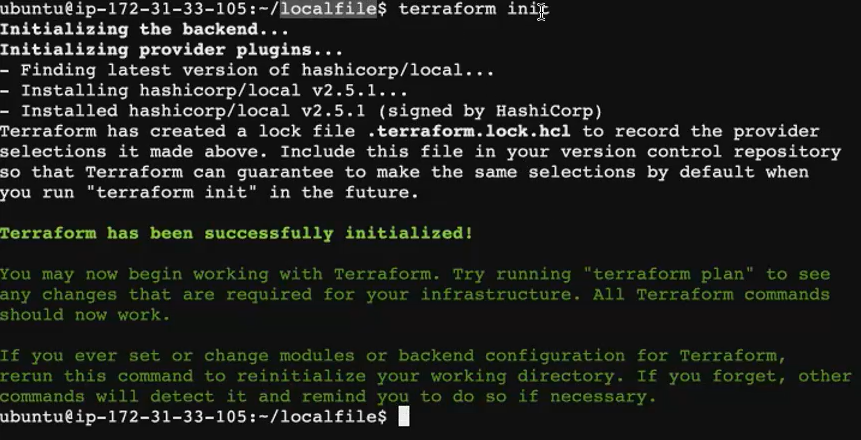 ubuntu@ip-172-31-33-105:~/localfile$ terraform init
Initializing the backend...
Initializing provider plugins...
- Finding latest version of hashicorp/local...
- Installing hashicorp/local v2.5.1...
- Installed hashicorp/local v2.5.1 (signed by HashiCorp)
Terraform has created a lock file .terraform.lock.hcl to record the provider
selections it made above. Include this file in your version control repository
so that Terraform can guarantee to make the same selections by default when
you run "terraform init" in the future.
Terraform has been successfully initialized!
You may now begin working with Terraform. Try running "terraform plan" to see
any changes that are required for your infrastructure. All Terraform commands
should now work.
If you ever set or change modules or backend configuration for Terraform,
rerun this command to reinitialize your working directory. If you forget, other
commands will detect it and remind you to do so if necessary.
ubuntu@ip-172-31-33-105:~/localfile$